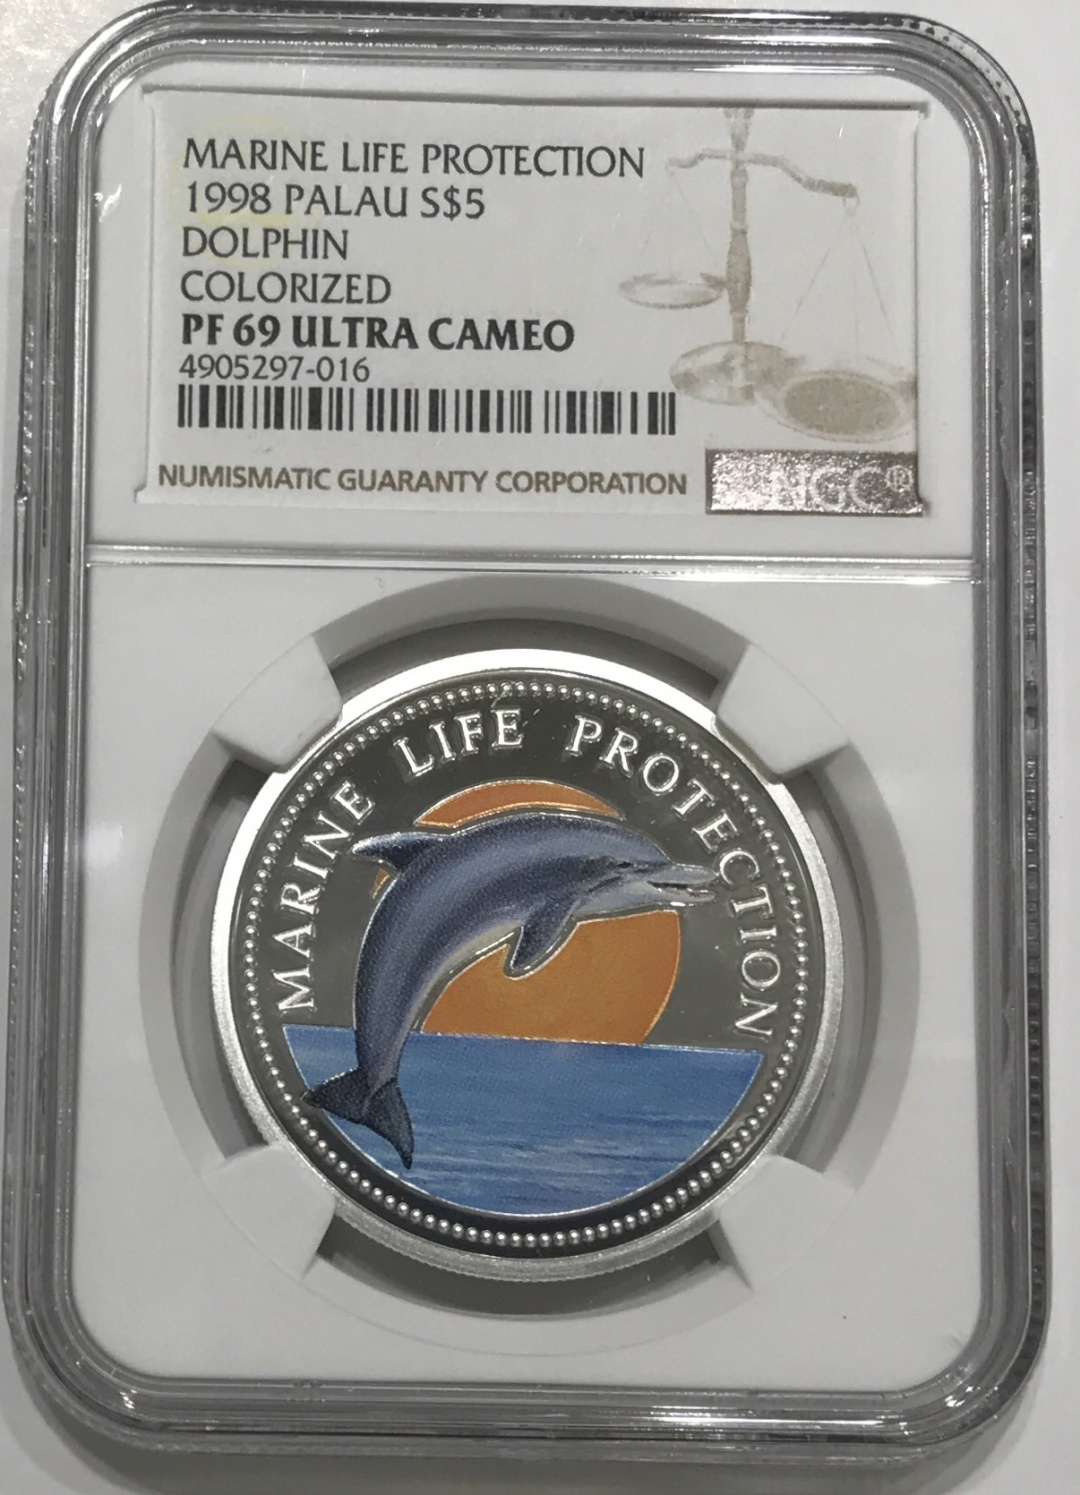 MARINE LIFE PROTECTION
1998 PALAU S$5
DOLPHIN
COLORIZED
PF 69 ULTRA CAMEO
4905297-016
NUMISMATIC GUARANTY CORPORATION
NGC®
MARINE LIFE PROTECTION